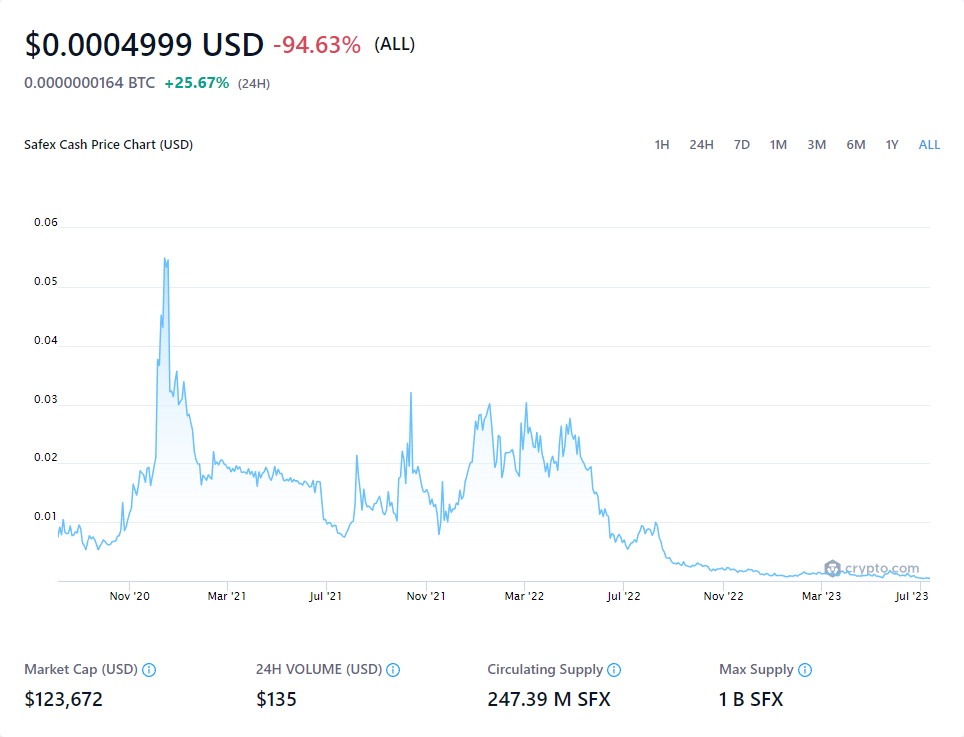 $0.0004999 USD -94.63% (ALL)
0.0000000164 BTC +25.67% (24H)
Safex Cash Price Chart (USD) 1H 24H 7D 1M 3M 6M 1Y ALL
0.06
0.05
0.04
0.03
0.02
0.01
crypto.com
Nov '20 Mar '21 Jul '21 Nov '21 Mar '22 Jul '22 Nov '22 Mar '23 Jul '23
Market Cap (USD) 24H VOLUME (USD) Circulating Supply Max Supply
$123,672 $135 247.39 M SFX 1 B SFX